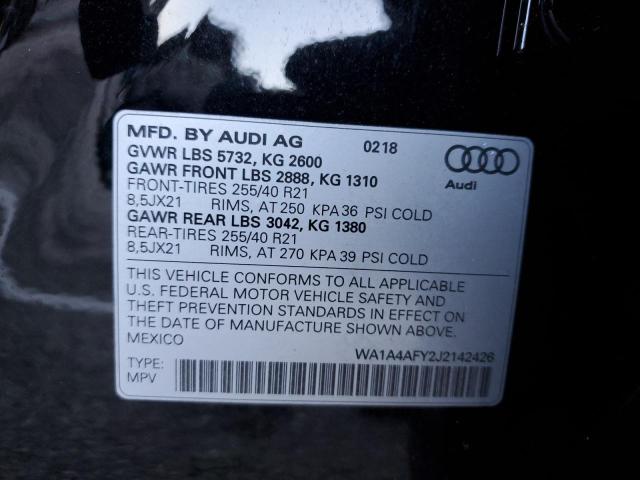 MFD. BY AUDI AG 0218
GVWR LBS 5732, KG 2600
GAWR FRONT LBS 2888, KG 1310
FRONT-TIRES 255/40 R21
8,5JX21 RIMS, AT 250 KPA 36 PSI COLD
GAWR REAR LBS 3042, KG 1380
REAR-TIRES 255/40 R21
8,5JX21 RIMS, AT 270 KPA 39 PSI COLD
Audi
THIS VEHICLE CONFORMS TO ALL APPLICABLE
U.S. FEDERAL MOTOR VEHICLE SAFETY AND
THEFT PREVENTION STANDARDS IN EFFECT ON
THE DATE OF MANUFACTURE SHOWN ABOVE.
MEXICO
WA1A4AFY2J2142426
TYPE:
MPV